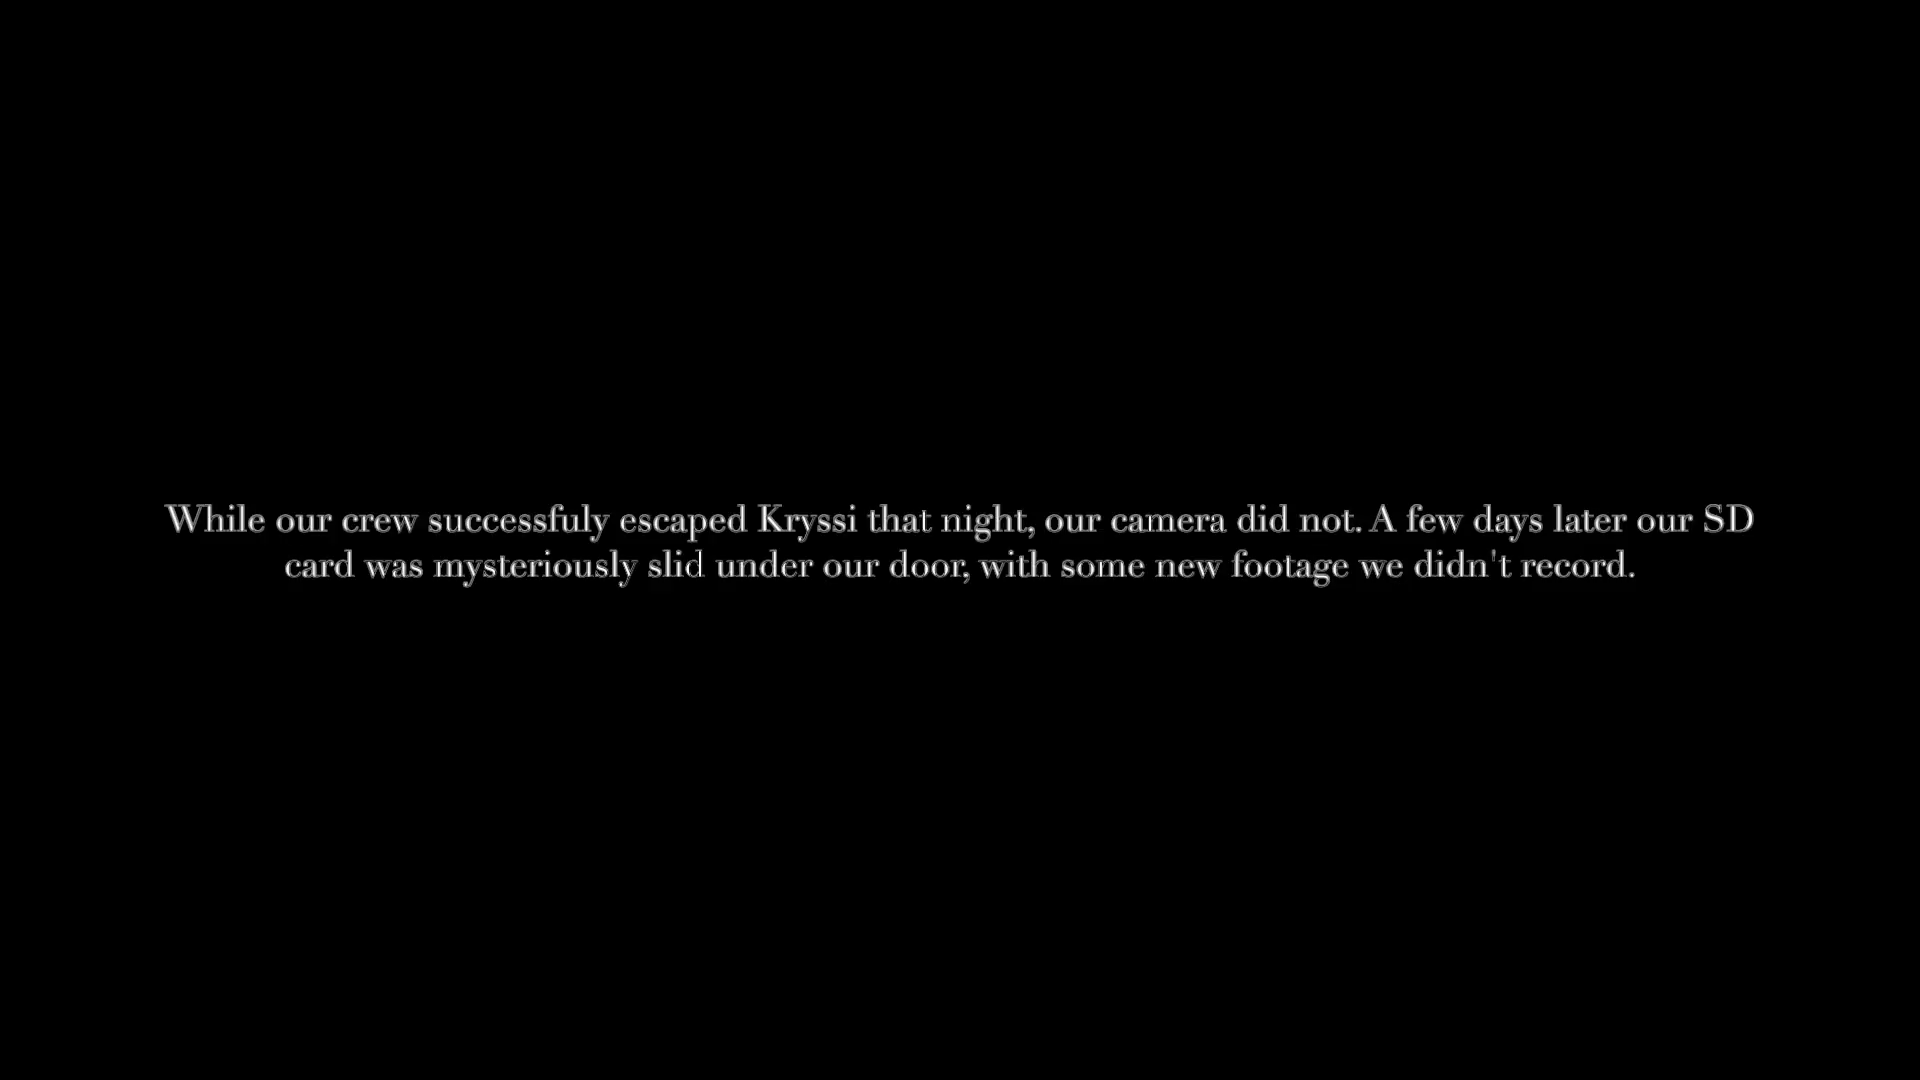 While our crew successfuly escaped Kryssi that night, our camera did not. A few days later our SD
card was mysteriously slid under our door, with some new footage we didn't record.